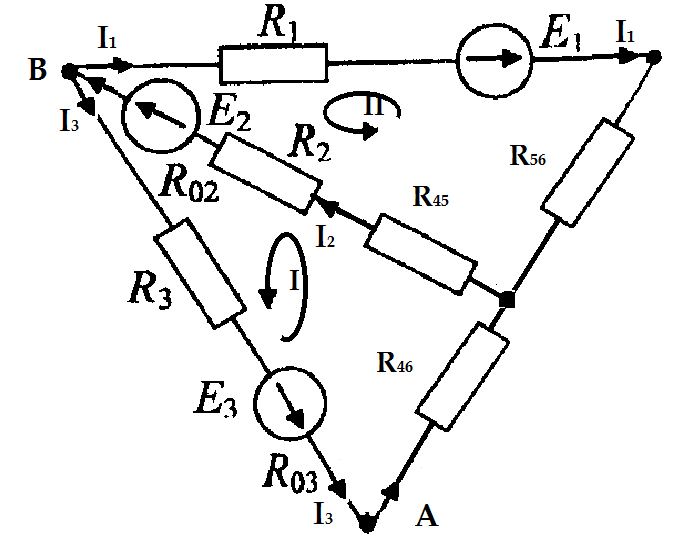 I₁ R₁ E₁ I₁
B
I₃ E₂ II
R₂
R₀₂ R₅₆
R₄₅
I₂
R₃ I
R₄₆
E₃
R₀₃
I₃ A